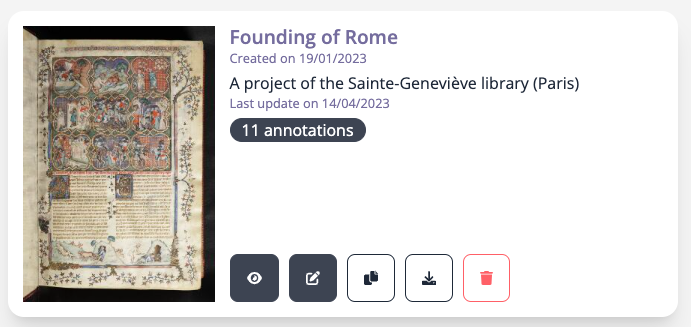 Founding of Rome
Created on 19/01/2023
A project of the Sainte-Geneviève library (Paris)
Last update on 14/04/2023
11 annotations